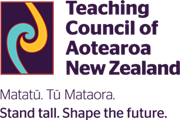 Teaching
Council of
Aotearoa
New Zealand
Matatū. Tū Mataora.
Stand tall. Shape the future.